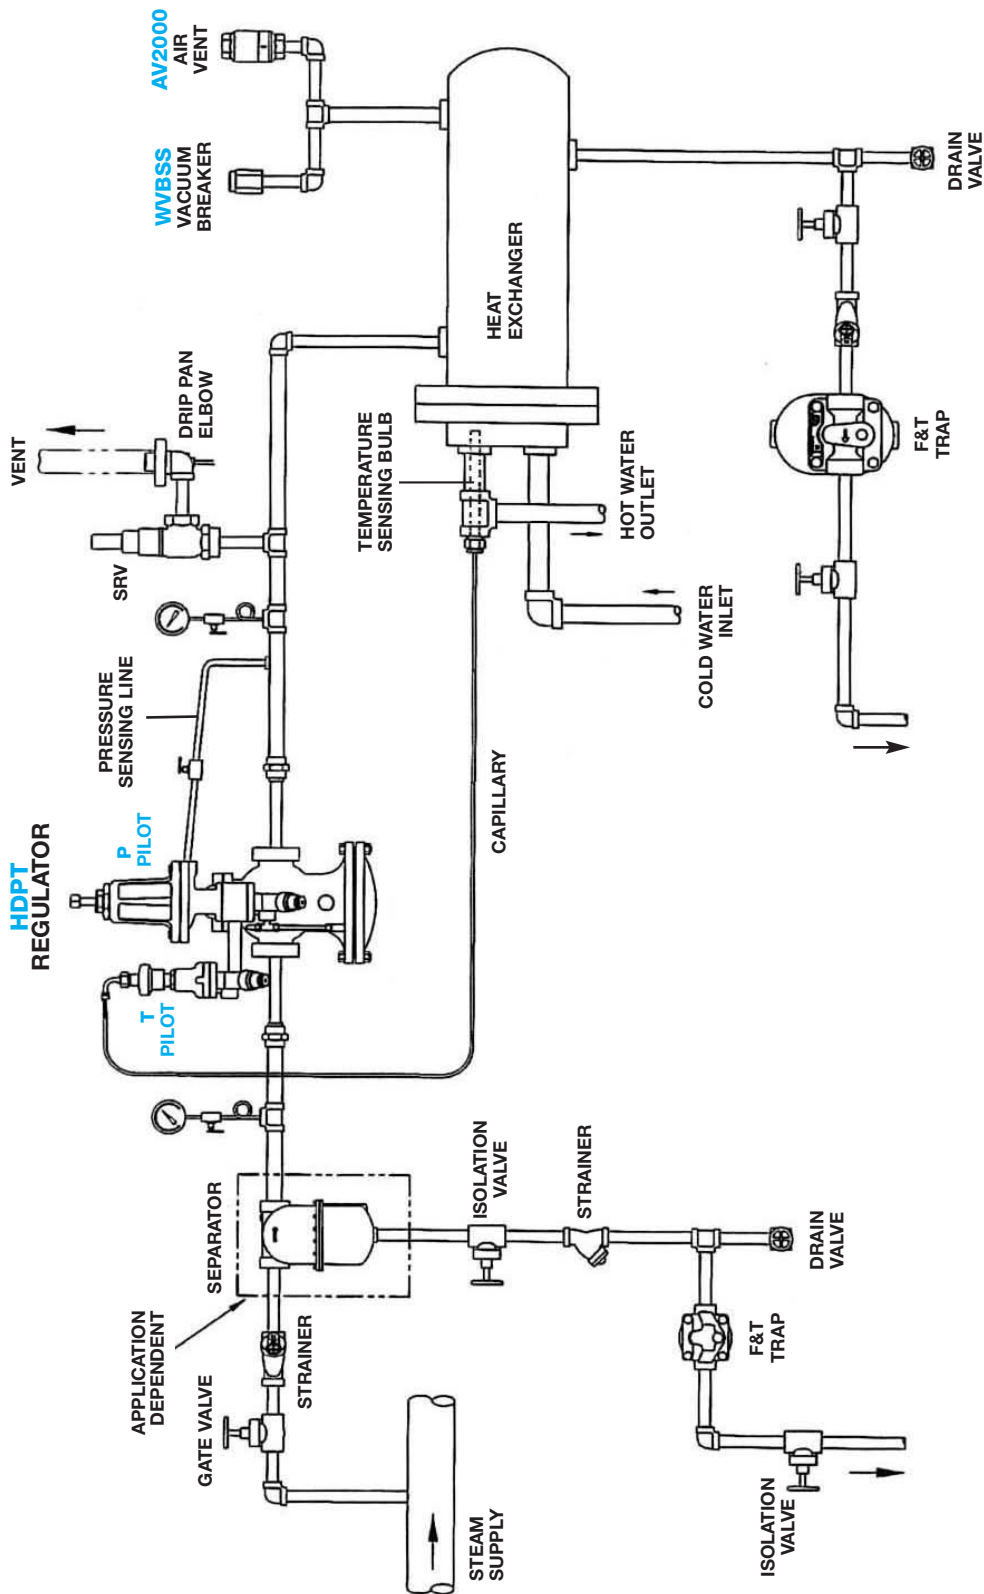 HDPT
REGULATOR
P
PILOT
T
PILOT
PRESSURE
SENSING LINE
SRV
VENT
DRIP PAN
ELBOW
WVBSS
VACUUM
BREAKER
AV2000
AIR
VENT
APPLICATION
DEPENDENT
SEPARATOR
GATE VALVE
STRAINER
STEAM
SUPPLY
ISOLATION
VALVE
STRAINER
DRAIN
VALVE
F&T
TRAP
ISOLATION
VALVE
CAPILLARY
TEMPERATURE
SENSING BULB
HEAT
EXCHANGER
HOT WATER
OUTLET
COLD WATER
INLET
F&T
TRAP
DRAIN
VALVE